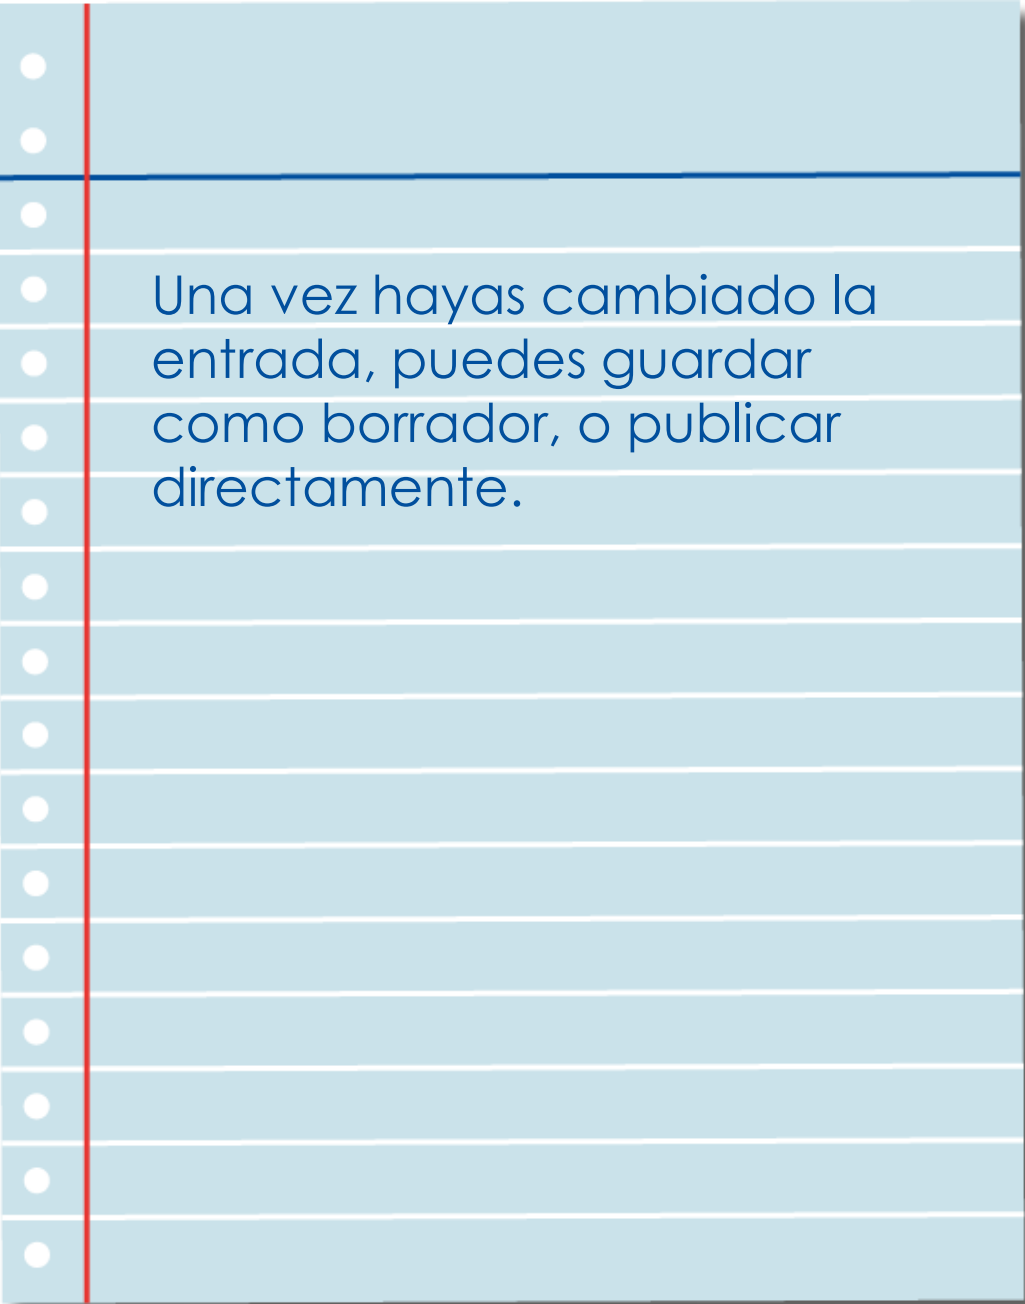 Una vez hayas cambiado la
entrada, puedes guardar
como borrador, o publicar
directamente.